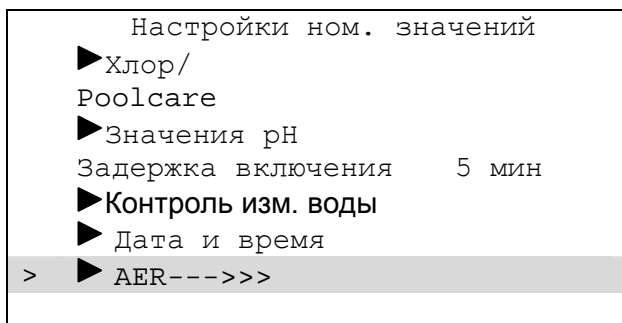 Настройки ном. значений
▶Хлор/
Poolcare
▶Значения pH
Задержка включения 5 мин
▶Контроль изм. воды
▶ Дата и время
> ▶ AER--->>>